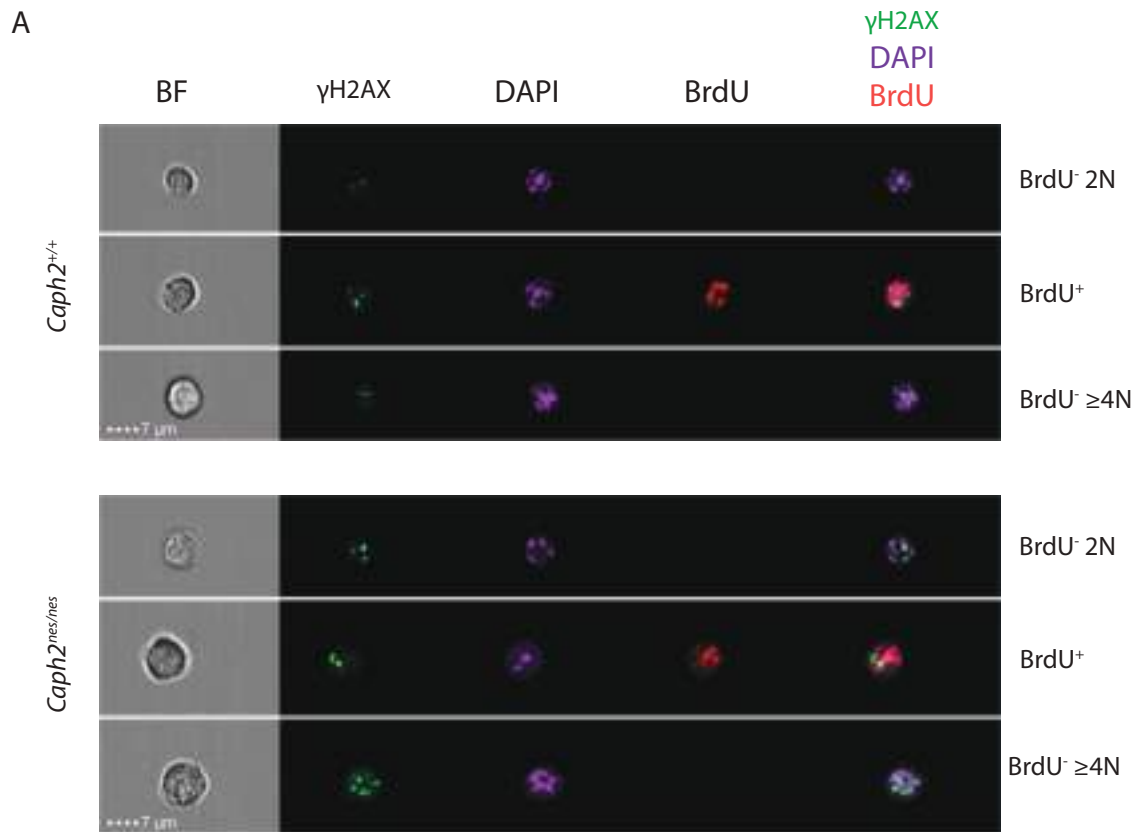 A
γH2AX
DAPI
BF γH2AX DAPI BrdU BrdU
Caph2+/+
BrdU- 2N
BrdU+
BrdU- ≥4N
7 μm
Caph2nes/nes
BrdU- 2N
BrdU+
BrdU- ≥4N
7 μm